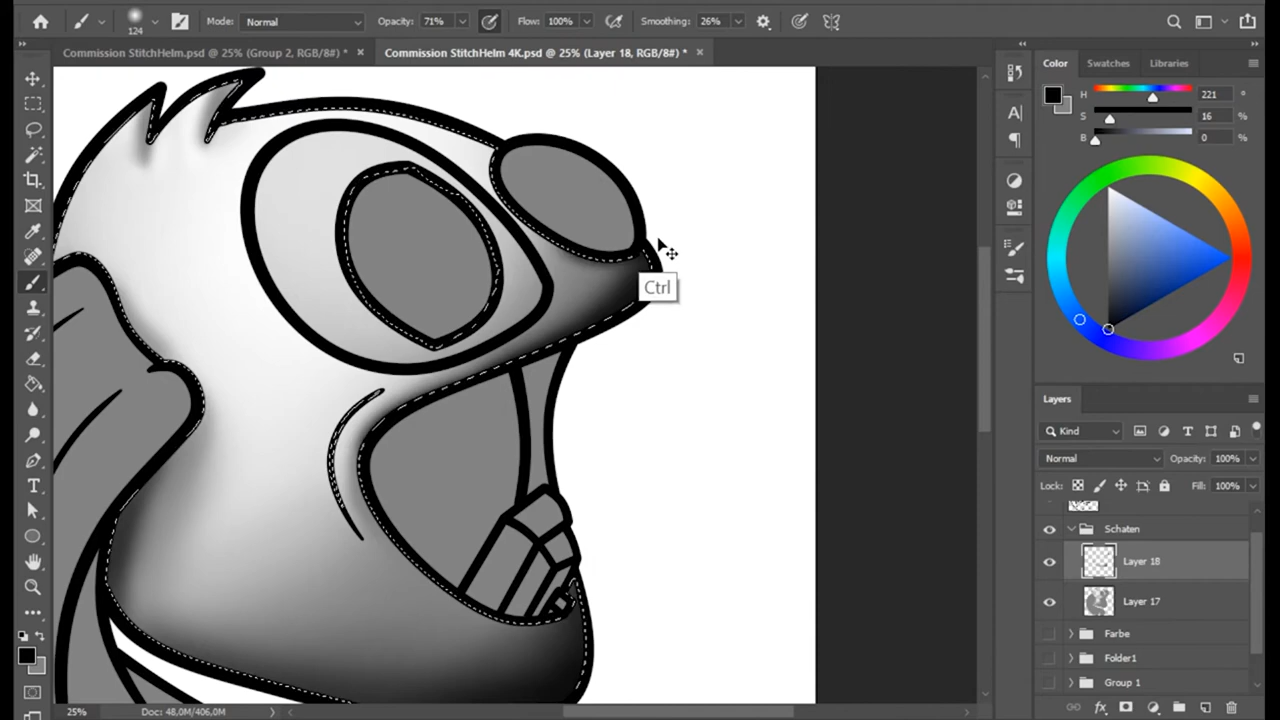 Mode: Normal Opacity: 71% Flow: 100% Smoothing: 26%
124
Commission StitchHelm.psd @ 25% (Group 2, RGB/8#) * ×
Commission StitchHelm 4K.psd @ 25% (Layer 18, RGB/8#) * ×
Color Swatches Libraries
H 221 °
S 16 %
B 0 %
Ctrl
Layers
Kind
Normal Opacity: 100%
Lock: Fill: 100%
Schaten
Layer 18
Layer 17
Farbe
Folder1
Group 1
25% Doc: 48,0M/406,0M